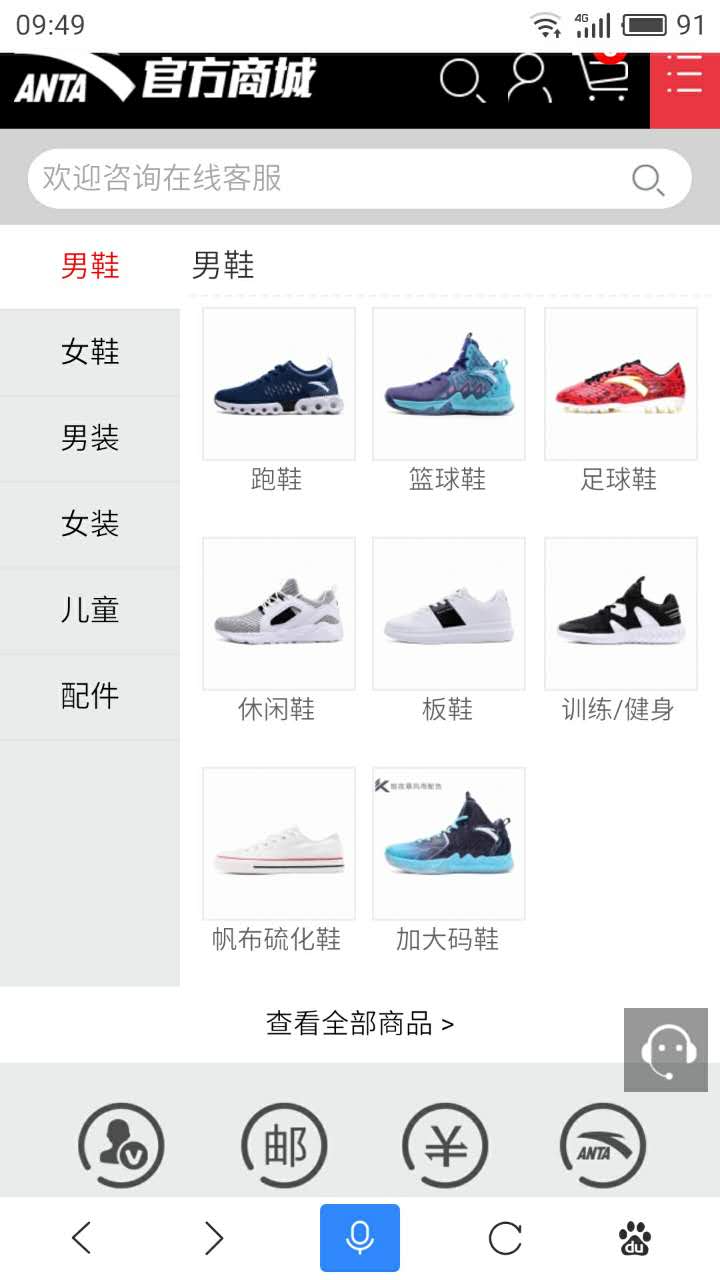 09:49
4G
91
ANTA 官方商城
欢迎咨询在线客服
男鞋
男鞋
女鞋
男装
女装
儿童
配件
跑鞋
篮球鞋
足球鞋
休闲鞋
板鞋
训练/健身
帆布硫化鞋
加大码鞋
查看全部商品 >
V
邮
¥
ANTA
du